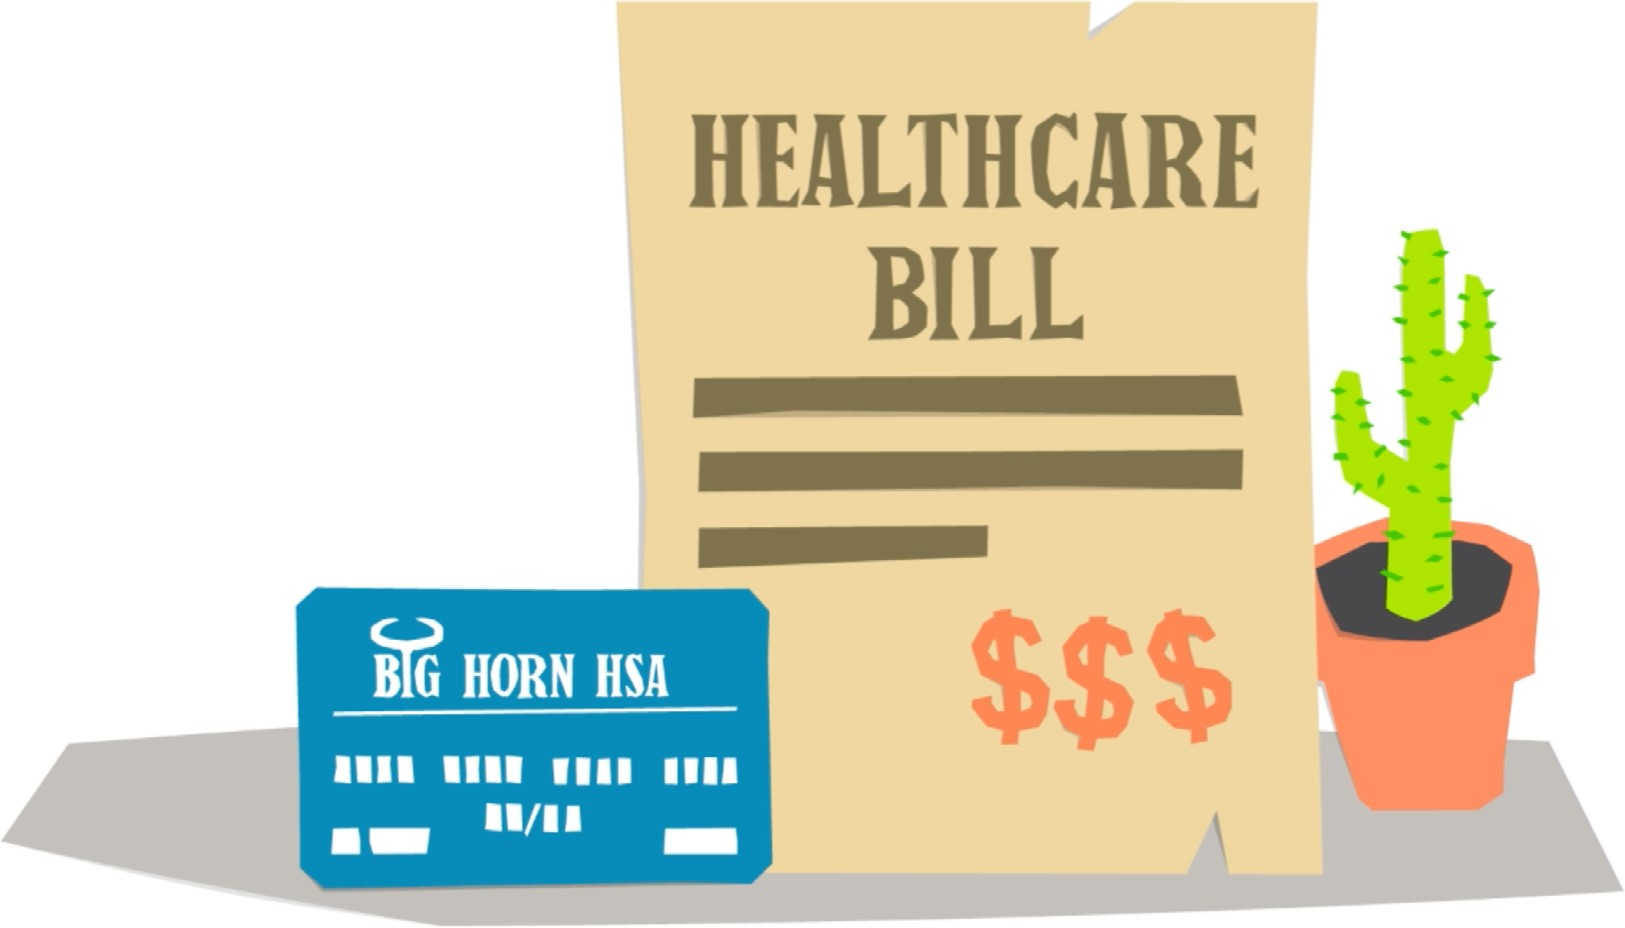 HEALTHCARE
BILL
$$$
BIG HORN HSA